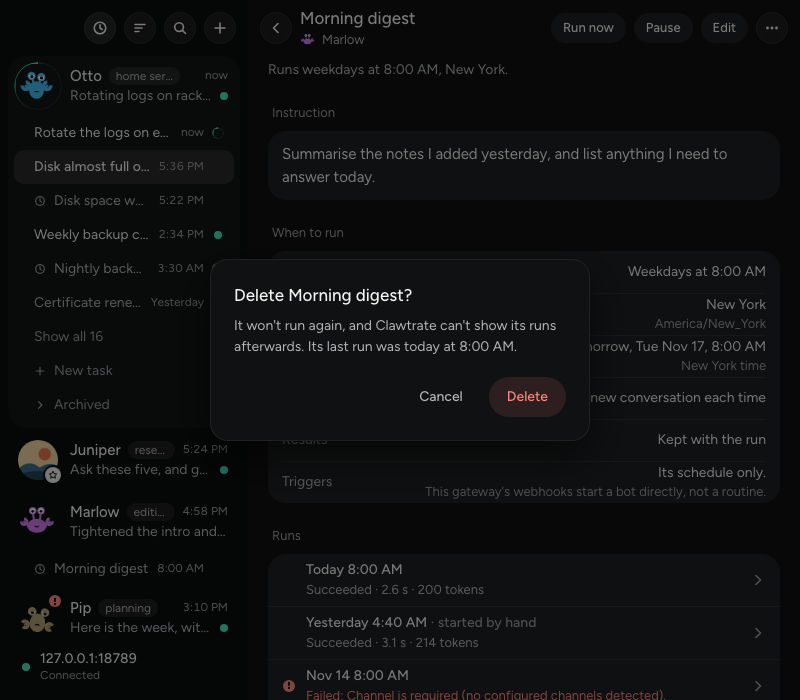 Otto home ser... now
Rotating logs on rack...
Rotate the logs on e... now
Disk almost full o... 5:36 PM
Disk space w... 5:22 PM
Weekly backup c... 2:34 PM
Nightly back... 3:30 AM
Certificate rene... Yesterday
Show all 16
New task
Archived
Juniper rese... 5:24 PM
Ask these five, and g...
Marlow editi... 4:58 PM
Tightened the intro and...
Morning digest 8:00 AM
Pip planning 3:10 PM
Here is the week, wit...
127.0.0.1:18789
Connected
Morning digest
Marlow
Run now Pause Edit
Runs weekdays at 8:00 AM, New York.
Instruction
Summarise the notes I added yesterday, and list anything I need to
answer today.
When to run
Weekdays at 8:00 AM
New York
America/New_York
Tue Nov 17, 8:00 AM
New York time
new conversation each time
Results Kept with the run
Triggers Its schedule only.
This gateway's webhooks start a bot directly, not a routine.
Delete Morning digest?
It won't run again, and Clawtrate can't show its runs
afterwards. Its last run was today at 8:00 AM.
Cancel Delete
Runs
Today 8:00 AM
Succeeded · 2.6 s · 200 tokens
Yesterday 4:40 AM · started by hand
Succeeded · 3.1 s · 214 tokens
Nov 14 8:00 AM
Failed: Channel is required (no configured channels detected).